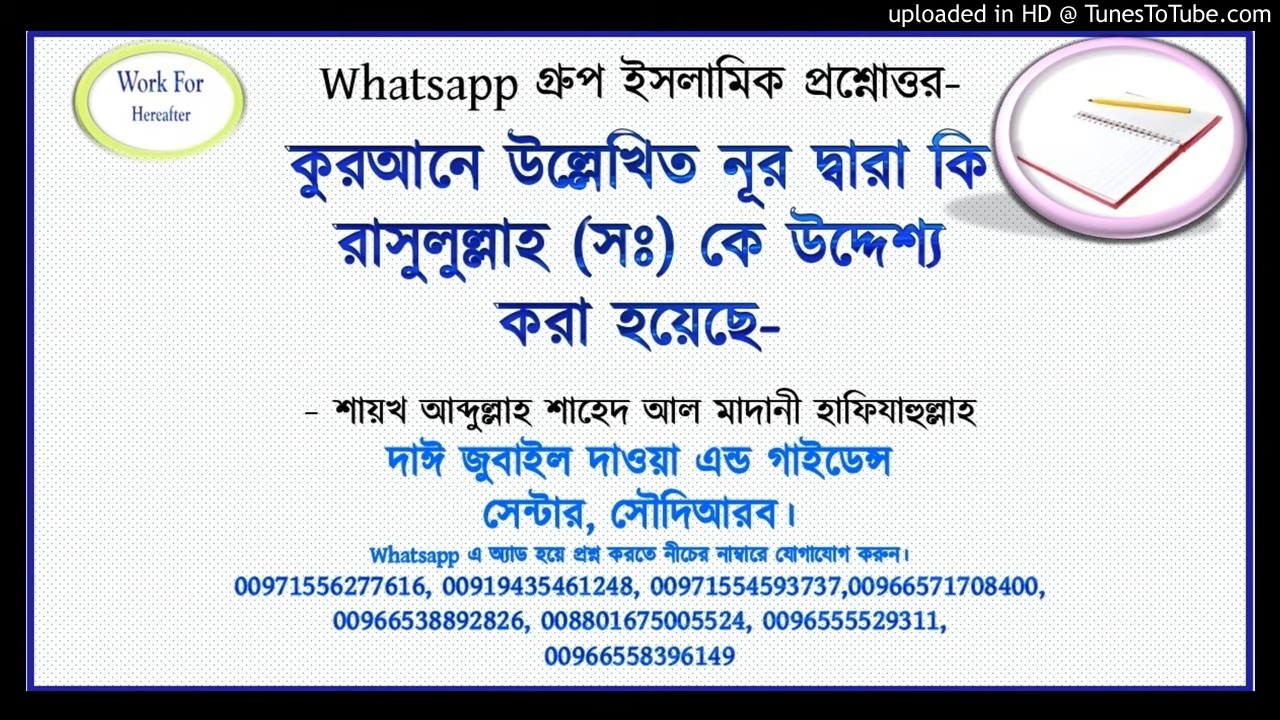 uploaded in HD @ TunesToTube.com
Work For
Hereafter
Whatsapp গ্রুপ ইসলামিক প্রশ্নোত্তর-
কুরআনে উল্লেখিত নূর দ্বারা কি
রাসুলুল্লাহ (সঃ) কে উদ্দেশ্য
করা হয়েছে-
- শায়খ আব্দুল্লাহ শাহেদ আল মাদানী হাফিযাহুল্লাহ
দাঈ জুবাইল দাওয়া এন্ড গাইডেন্স
সেন্টার, সৌদিআরব।
Whatsapp এ অ্যাড হয়ে প্রশ্ন করতে নীচের নাম্বারে যোগাযোগ করুন।
00971556277616, 00919435461248, 00971554593737,00966571708400,
00966538892826, 008801675005524, 0096555529311,
00966558396149